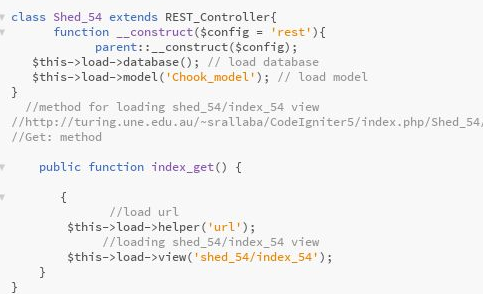 class Shed_54 extends REST_Controller{
function __construct($config = 'rest'){
parent::__construct($config);
$this->load->database(); // load database
$this->load->model('Chook_model'); // load model
}
//method for loading shed_54/index_54 view
//http://turing.une.edu.au/~srallaba/CodeIgniter5/index.php/Shed_54/
//Get: method
public function index_get() {
{
//load url
$this->load->helper('url');
//loading shed_54/index_54 view
$this->load->view('shed_54/index_54');
}
}